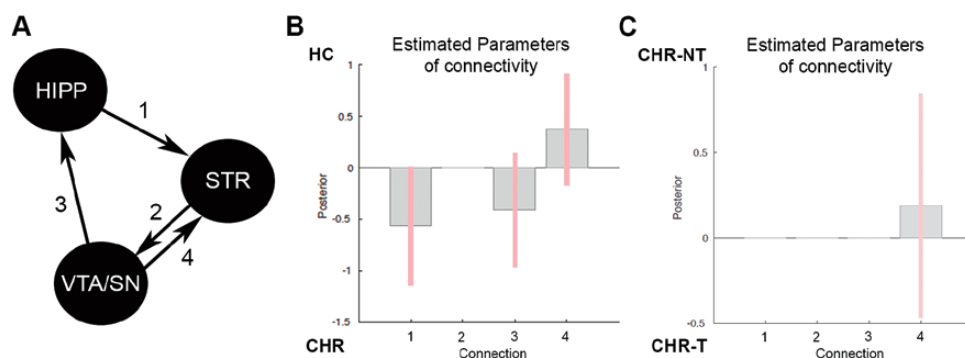 A
HIPP
1
STR
3
2
4
VTA/SN
B
HC
Estimated Parameters
of connectivity
1
0.5
0
-0.5
-1
-1.5
Posterior
1
2
3
4
Connection
CHR
C
CHR-NT
Estimated Parameters
of connectivity
1
0.5
0
-0.5
Posterior
1
2
3
4
Connection
CHR-T